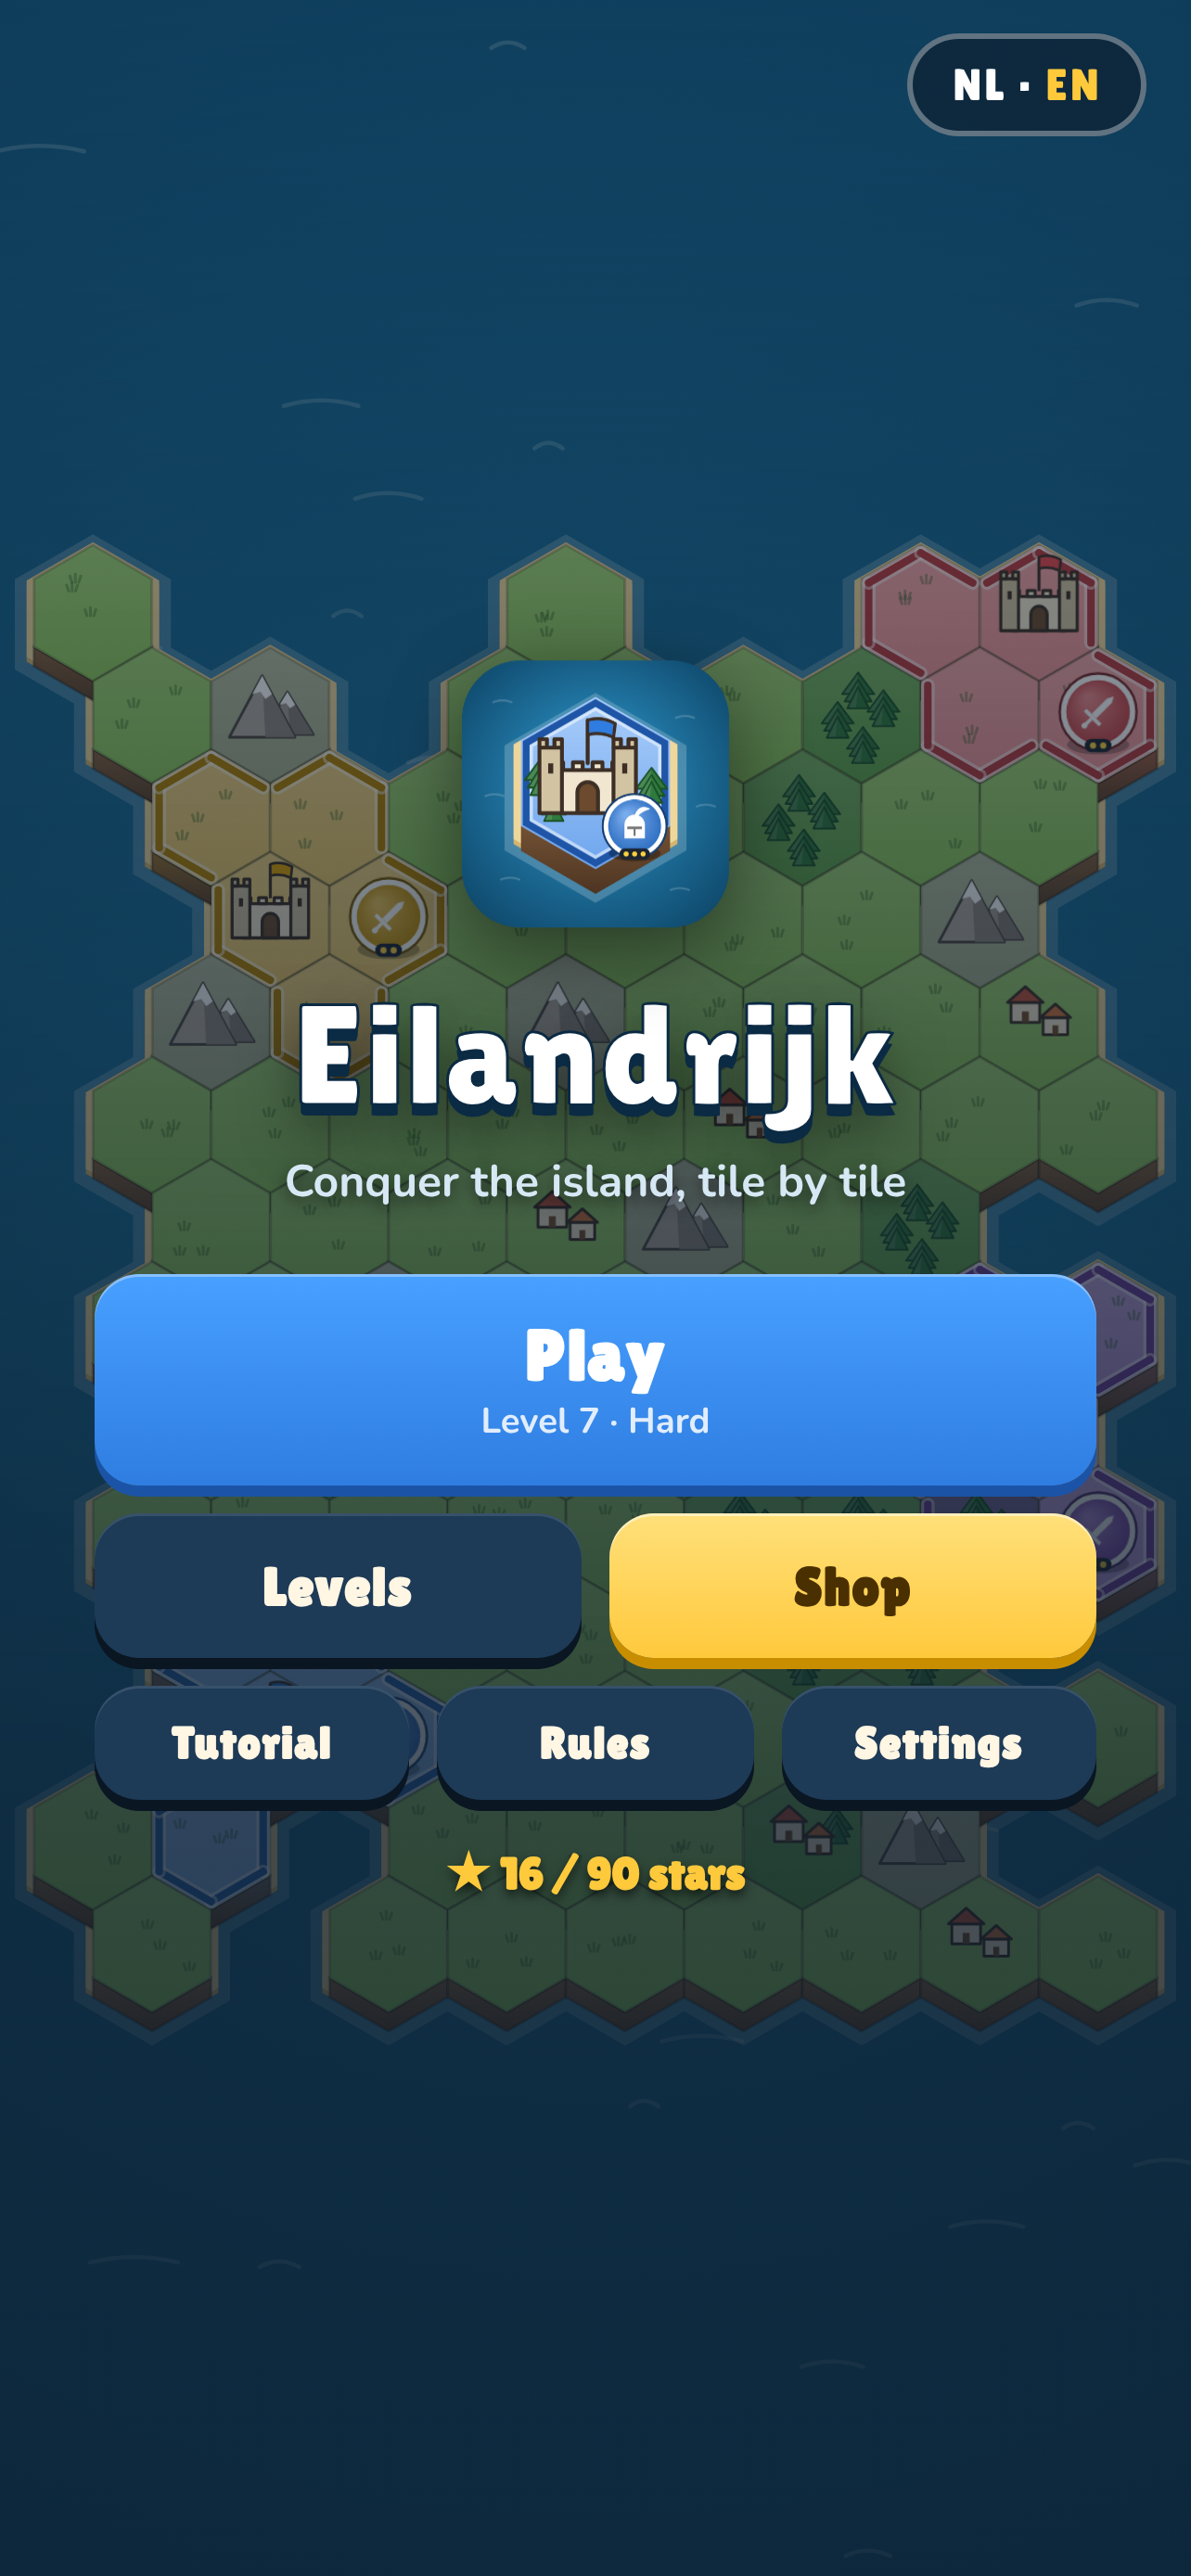 NL · EN
Eilandrijk
Conquer the island, tile by tile
Play
Level 7 · Hard
Levels
Shop
Tutorial
Rules
Settings
★ 16 / 90 stars